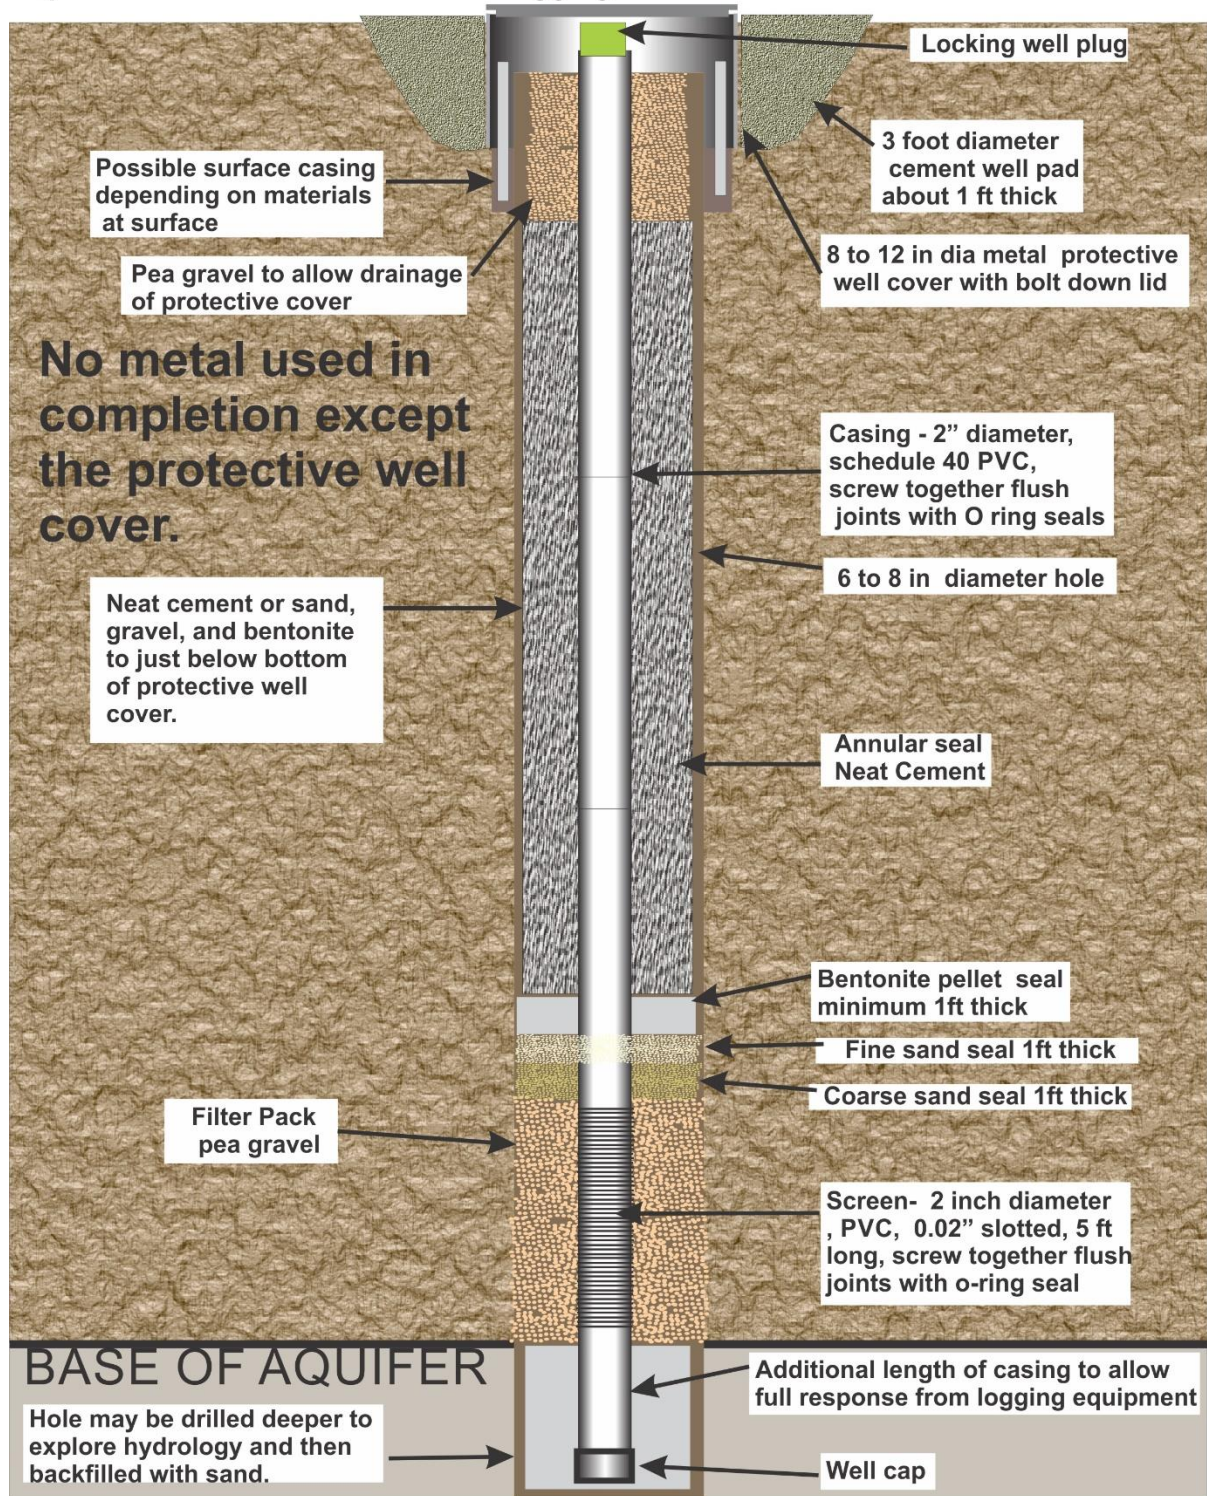 Locking well plug
3 foot diameter
cement well pad
about 1 ft thick
Possible surface casing
depending on materials
at surface
8 to 12 in dia metal protective
well cover with bolt down lid
Pea gravel to allow drainage
of protective cover
No metal used in
completion except
the protective well
cover.
Casing - 2” diameter,
schedule 40 PVC,
screw together flush
joints with O ring seals
6 to 8 in diameter hole
Neat cement or sand,
gravel, and bentonite
to just below bottom
of protective well
cover.
Annular seal
Neat Cement
Bentonite pellet seal
minimum 1ft thick
Fine sand seal 1ft thick
Coarse sand seal 1ft thick
Filter Pack
pea gravel
Screen- 2 inch diameter
, PVC, 0.02” slotted, 5 ft
long, screw together flush
joints with o-ring seal
BASE OF AQUIFER
Additional length of casing to allow
full response from logging equipment
Hole may be drilled deeper to
explore hydrology and then
backfilled with sand.
Well cap